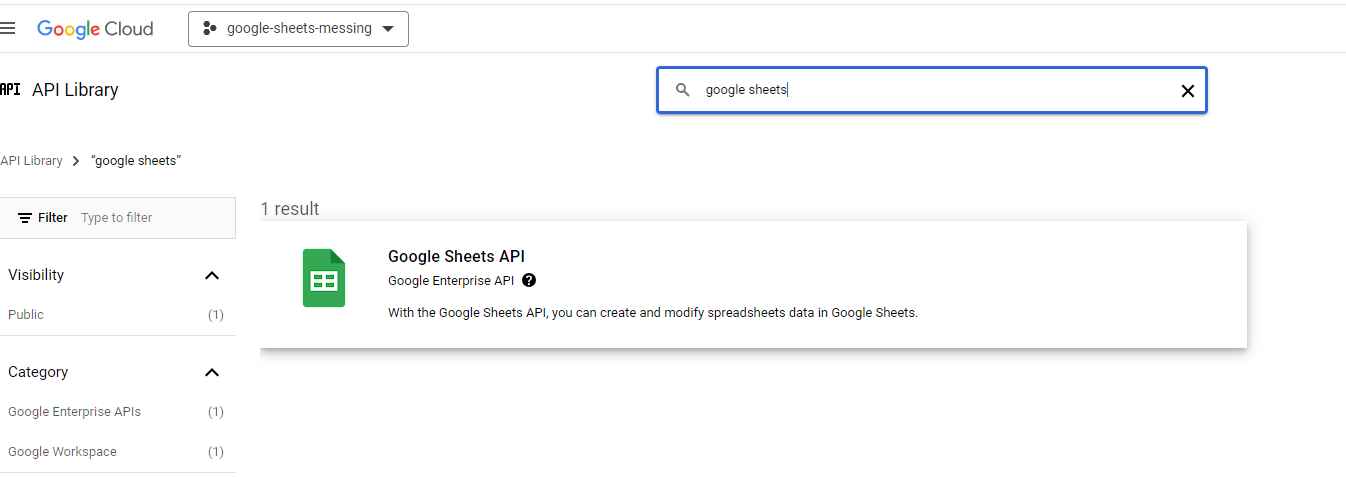 Google Cloud
google-sheets-messing
API API Library
google sheets
API Library “google sheets”
Filter Type to filter
1 result
Google Sheets API
Google Enterprise API ?
With the Google Sheets API, you can create and modify spreadsheets data in Google Sheets.
Visibility
Public (1)
Category
Google Enterprise APIs (1)
Google Workspace (1)